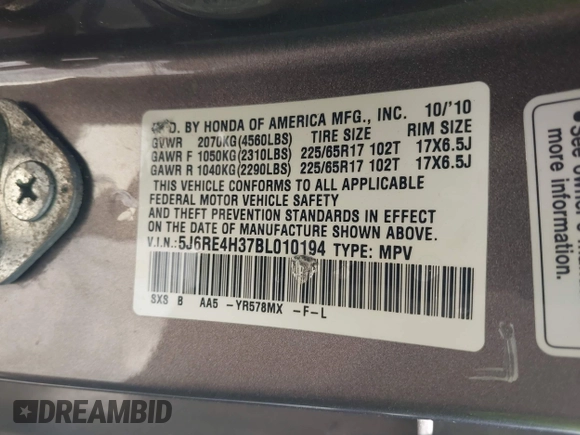 MFD. BY HONDA OF AMERICA MFG., INC. 10/'10
GVWR 2070KG(4560LBS) TIRE SIZE RIM SIZE
GAWR F 1050KG(2310LBS) 225/65R17 102T 17X6.5J
GAWR R 1040KG(2290LBS) 225/65R17 102T 17X6.5J
THIS VEHICLE CONFORMS TO ALL APPLICABLE
FEDERAL MOTOR VEHICLE SAFETY
AND THEFT PREVENTION STANDARDS IN EFFECT
ON THE DATE OF MANUFACTURE SHOWN ABOVE.
V.I.N.:5J6RE4H37BL010194 TYPE: MPV
SXS B AA5 -YR578MX -F-L
more
information.
DREAMBID